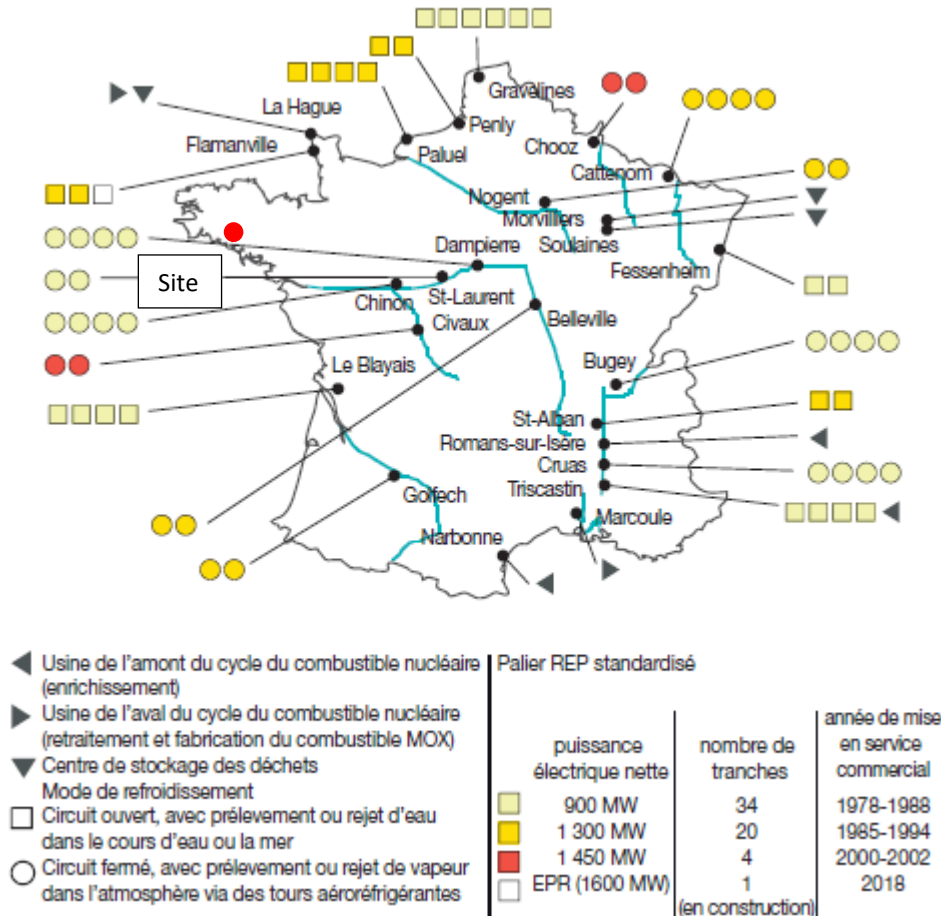 Gravelines
La Hague
Penly
Flamanville
Paluel
Chooz
Cattenom
Nogent
Morvilliers
Soulaines
Dampierre
Fessenheim
Site
St-Laurent
Chinon
Belleville
Civaux
Bugey
Le Blayais
St-Alban
Romans-sur-Isère
Cruas
Triscastin
Golfech
Marcoule
Narbonne
Usine de l'amont du cycle du combustible nucléaire
(enrichissement)
Usine de l'aval du cycle du combustible nucléaire
(retraitement et fabrication du combustible MOX)
Centre de stockage des déchets
Mode de refroidissement
Circuit ouvert, avec prélevement ou rejet d'eau
dans le cours d'eau ou la mer
Circuit fermé, avec prélevement ou rejet de vapeur
dans l'atmosphère via des tours aéroréfrigérantes
Palier REP standardisé
puissance
électrique nette
nombre de
tranches
année de mise
en service
commercial
900 MW 34 1978-1988
1 300 MW 20 1985-1994
1 450 MW 4 2000-2002
EPR (1600 MW) 1 2018
(en construction)